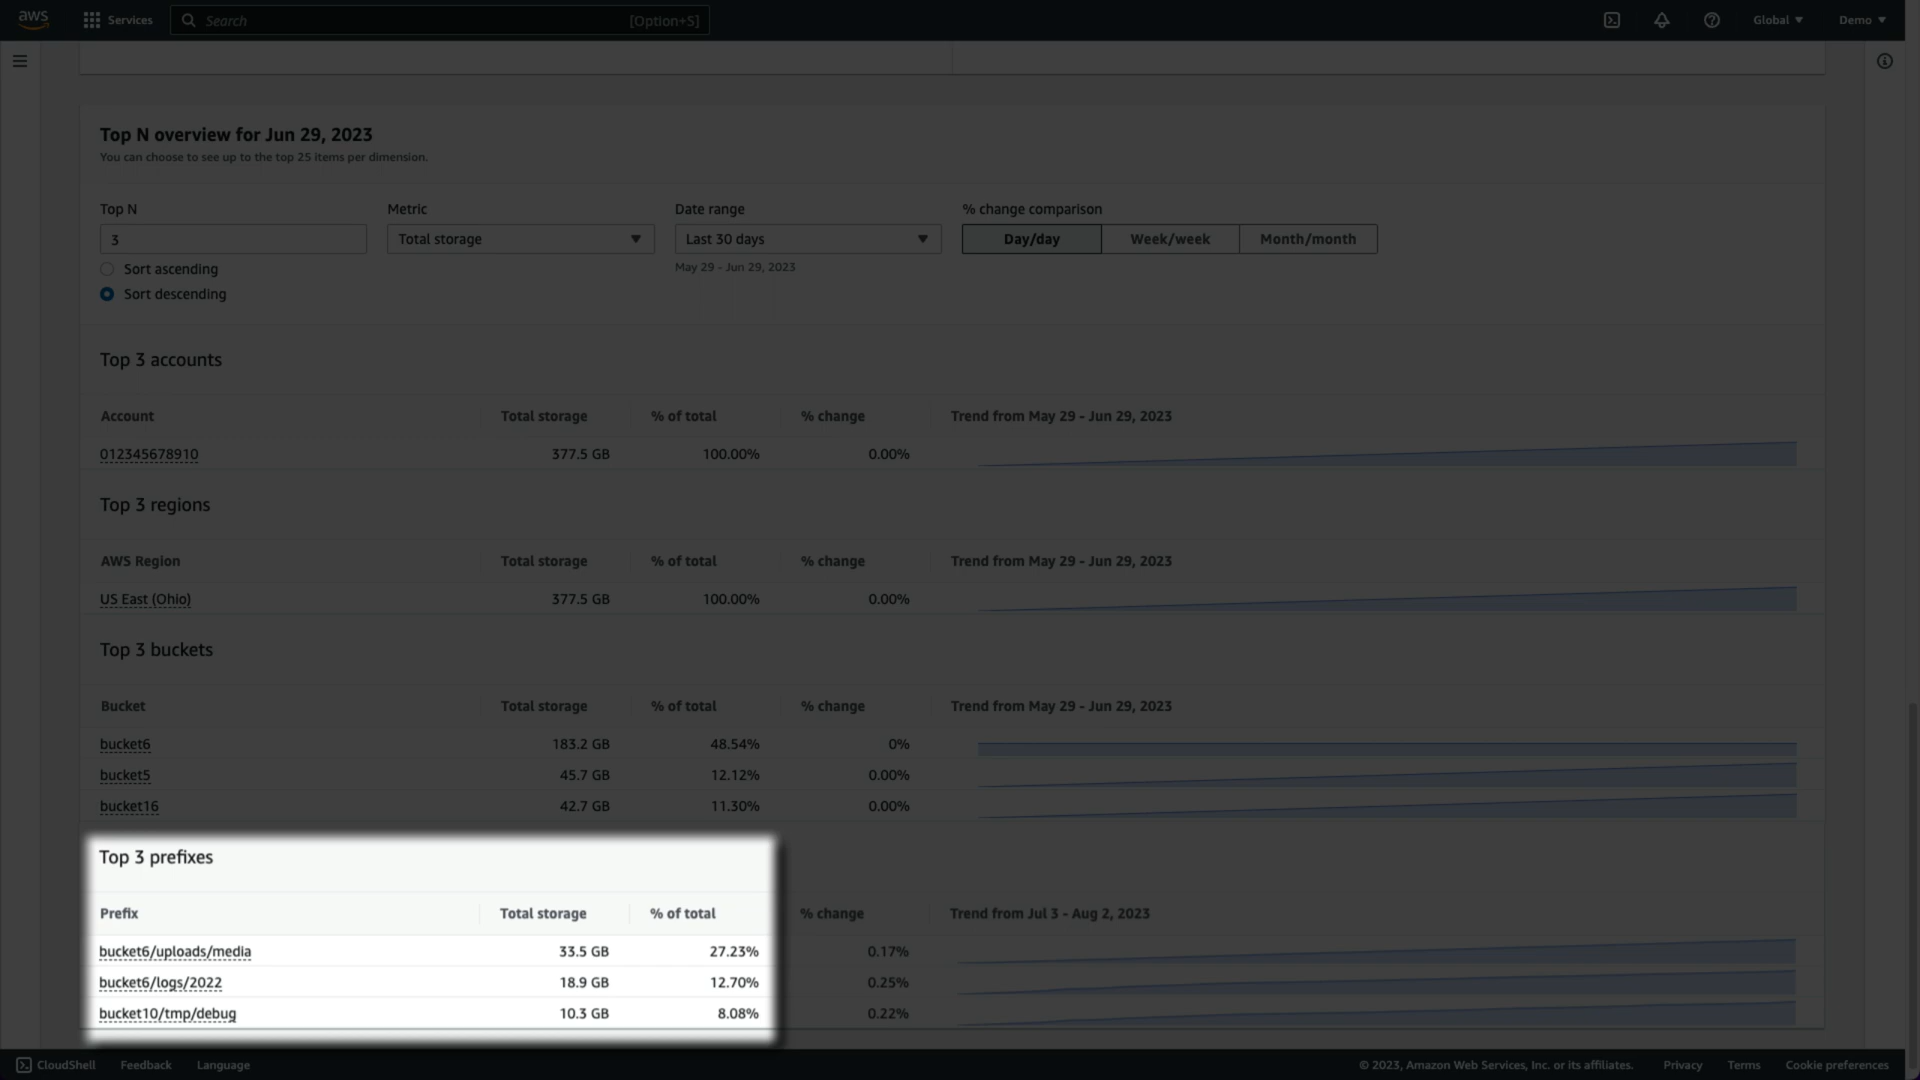 aws Services Search [Option+S] Global Demo
Top N overview for Jun 29, 2023
You can choose to see up to the top 25 items per dimension.
Top N Metric Date range % change comparison
3 Total storage Last 30 days Day/day Week/week Month/month
Sort ascending May 29 - Jun 29, 2023
Sort descending
Top 3 accounts
Account Total storage % of total % change Trend from May 29 - Jun 29, 2023
012345678910 377.5 GB 100.00% 0.00%
Top 3 regions
AWS Region Total storage % of total % change Trend from May 29 - Jun 29, 2023
US East (Ohio) 377.5 GB 100.00% 0.00%
Top 3 buckets
Bucket Total storage % of total % change Trend from May 29 - Jun 29, 2023
bucket6 183.2 GB 48.54% 0%
bucket5 45.7 GB 12.12% 0.00%
bucket16 42.7 GB 11.30% 0.00%
Top 3 prefixes
Prefix Total storage % of total % change Trend from Jul 3 - Aug 2, 2023
bucket6/uploads/media 33.5 GB 27.23% 0.17%
bucket6/logs/2022 18.9 GB 12.70% 0.25%
bucket10/tmp/debug 10.3 GB 8.08% 0.22%
CloudShell Feedback Language © 2023, Amazon Web Services, Inc. or its affiliates. Privacy Terms Cookie preferences